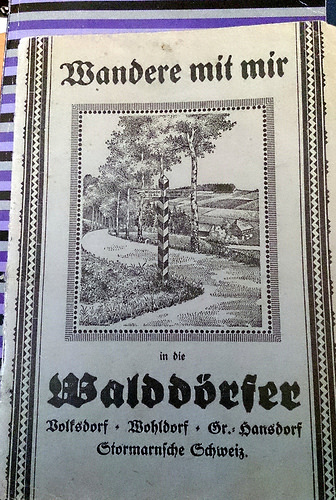 Wandere mit mir
in die
Walddörfer
Volksdorf · Wohldorf · Gr.- Hansdorf
Stormarnsche Schweiz.